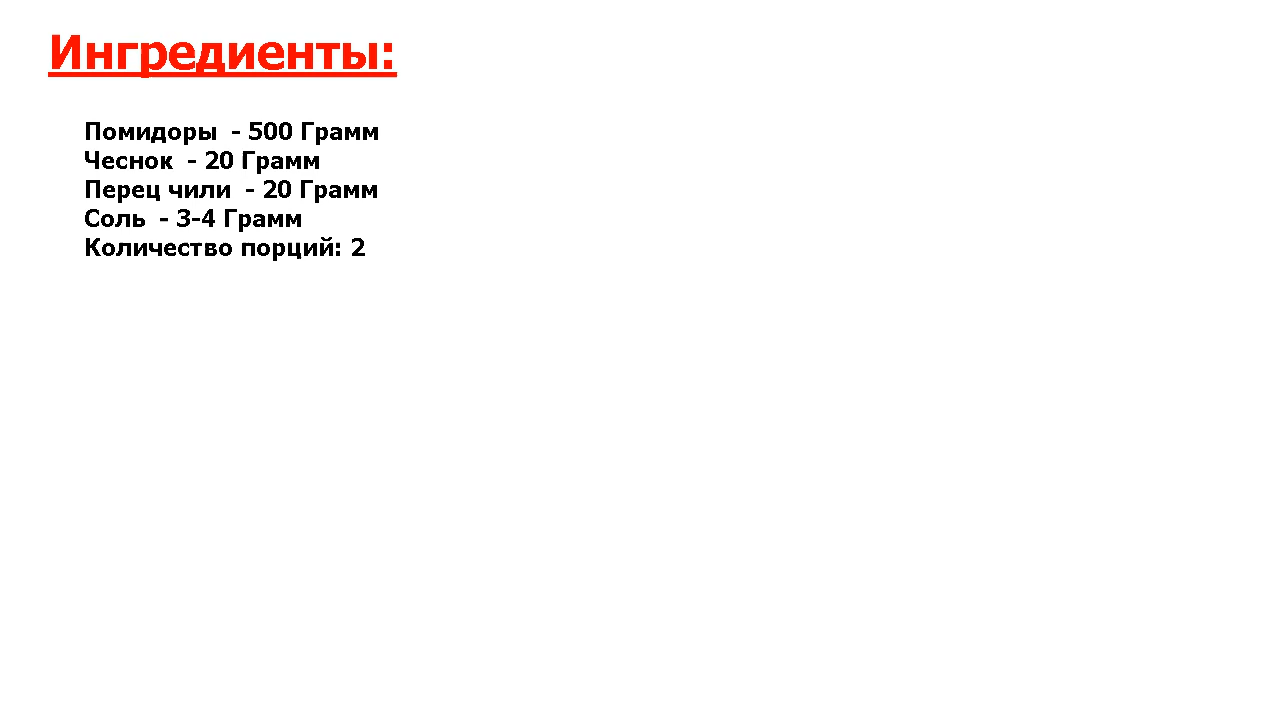 Ингредиенты:
Помидоры  - 500 Грамм
Чеснок  - 20 Грамм
Перец чили  - 20 Грамм
Соль  - 3-4 Грамм
Количество порций: 2